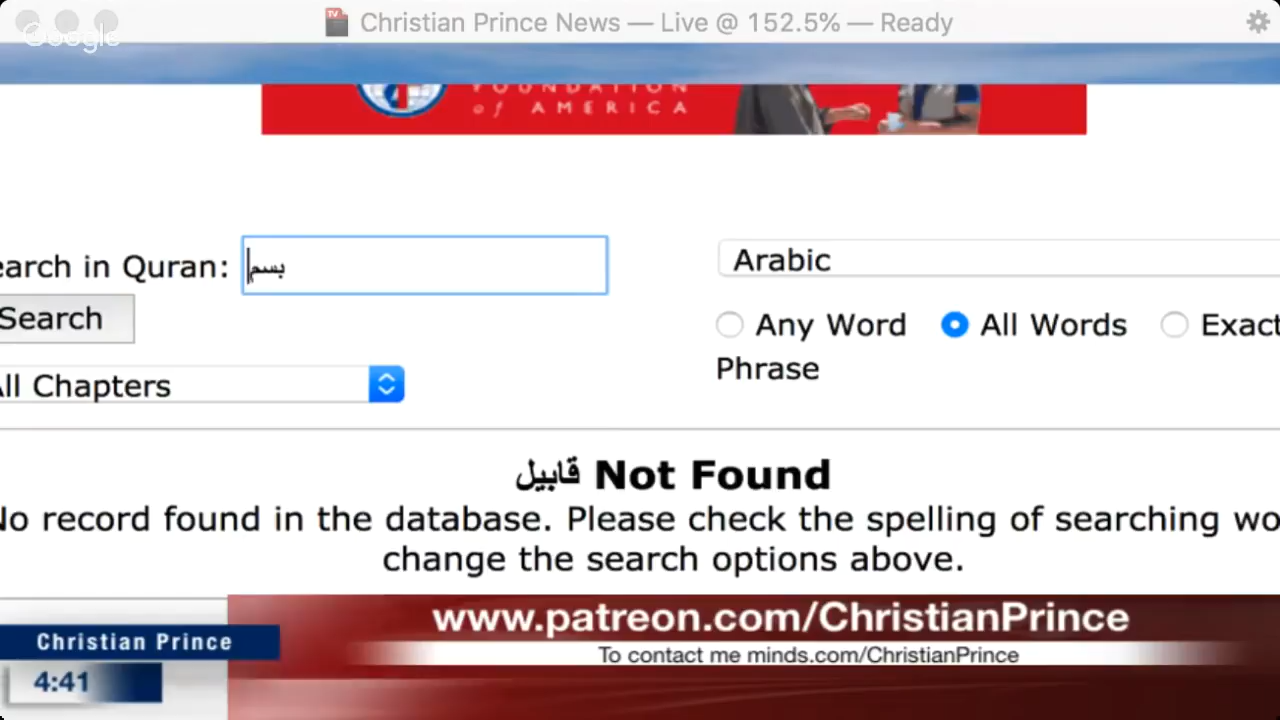 Christian Prince News — Live @ 152.5% — Ready
Google
FOUNDATION
of AMERICA
earch in Quran:
بسم
Arabic
Search
Any Word
All Words
Exact
Phrase
All Chapters
قابيل Not Found
No record found in the database. Please check the spelling of searching wo
change the search options above.
www.patreon.com/ChristianPrince
Christian Prince
To contact me minds.com/ChristianPrince
4:41